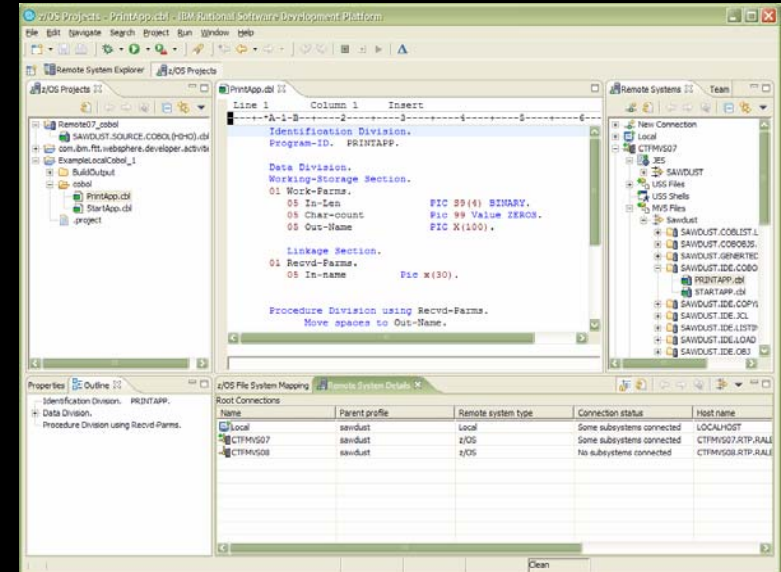 z/OS Projects - PrintApp.cbl - IBM Rational Software Development Platform
File Edit Navigate Search Project Run Window Help
Remote System Explorer z/OS Projects
z/OS Projects
Remote07_cobol
SAWDUST.SOURCE.COBOL(HIHO).cbl
com.ibm.ftt.websphere.developer.activitie
ExampleLocalCobol_1
BuildOutput
cobol
PrintApp.cbl
StartApp.cbl
.project
PrintApp.cbl
Line 1 Column 1 Insert
----+-*A-1-B--+----2----+----3----+----4----+----5----+----6--
Identification Division.
Program-ID. PRINTAPP.
Data Division.
Working-Storage Section.
01 Work-Parms.
05 In-Len PIC S9(4) BINARY.
05 Char-count Pic 99 Value ZEROS.
05 Out-Name PIC X(100).
Linkage Section.
01 Recvd-Parms.
05 In-name Pic x(30).
Procedure Division using Recvd-Parms.
Move spaces to Out-Name.
Remote Systems Team
New Connection
Local
CTFMVS07
JES
SAWDUST
USS Files
USS Shells
MVS Files
Sawdust
SAWDUST.COBLIST.L
SAWDUST.COBOBJS.
SAWDUST.GENERTEC
SAWDUST.IDE.COBO
PRINTAPP.cbl
STARTAPP.cbl
SAWDUST.IDE.COPYL
SAWDUST.IDE.JCL
SAWDUST.IDE.LISTIN
SAWDUST.IDE.LOAD
SAWDUST.IDE.OBJ
Properties Outline
Identification Division. PRINTAPP.
Data Division.
Procedure Division using Recvd-Parms.
z/OS File System Mapping Remote System Details
Root Connections
Name Parent profile Remote system type Connection status Host name
Local sawdust Local Some subsystems connected LOCALHOST
CTFMVS07 sawdust z/OS Some subsystems connected CTFMVS07.RTP.RALE
CTFMVS08 sawdust z/OS No subsystems connected CTFMVS08.RTP.RALE
Clean